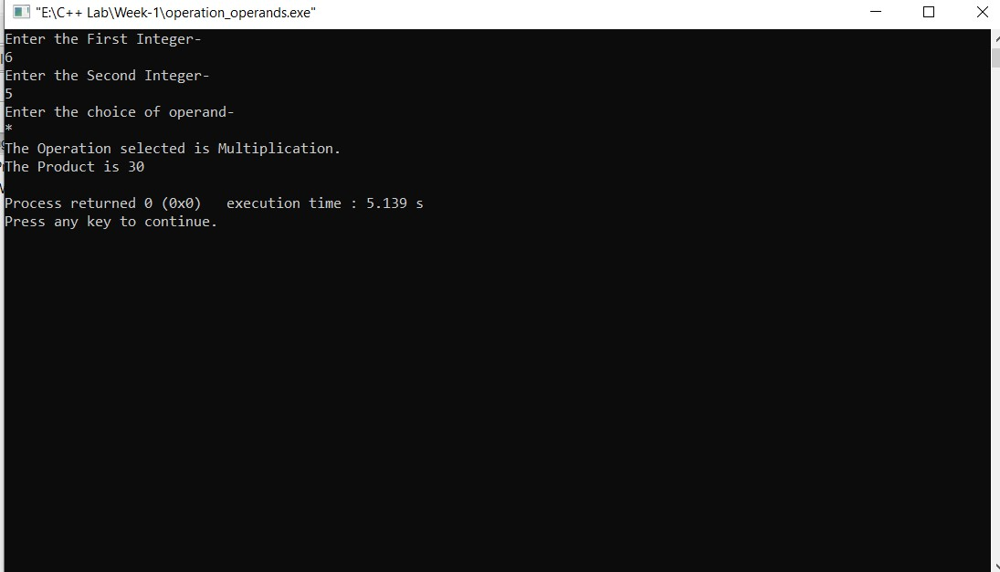 "E:\C++ Lab\Week-1\operation_operands.exe"
Enter the First Integer-
6
Enter the Second Integer-
5
Enter the choice of operand-
*
The Operation selected is Multiplication.
The Product is 30
Process returned 0 (0x0)   execution time : 5.139 s
Press any key to continue.